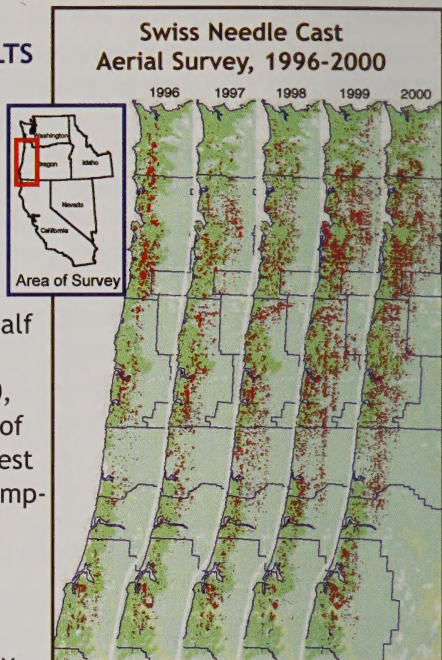 LTS
Swiss Needle Cast
Aerial Survey, 1996-2000
1996 1997 1998 1999 2000
Washington
Oregon
Idaho
Nevada
California
Area of Survey
alf
),
of
est
mp-